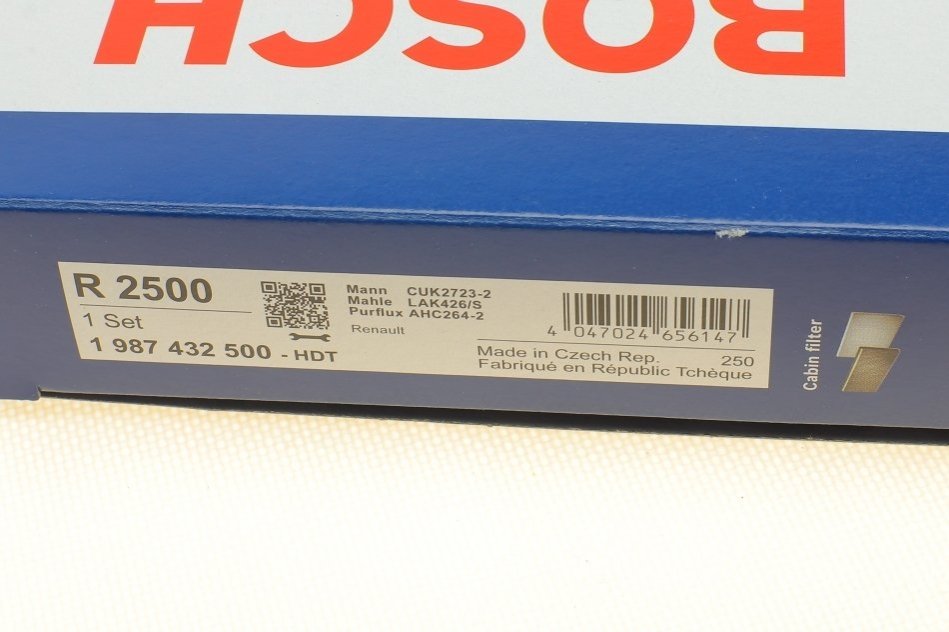 BOSCH
R 2500
1 Set
1 987 432 500 - HDT
Mann CUK2723-2
Mahle LAK426/S
Purflux AHC264-2
Renault
4 047024 656147
Made in Czech Rep. 250
Fabriqué en République Tchèque
Cabin filter